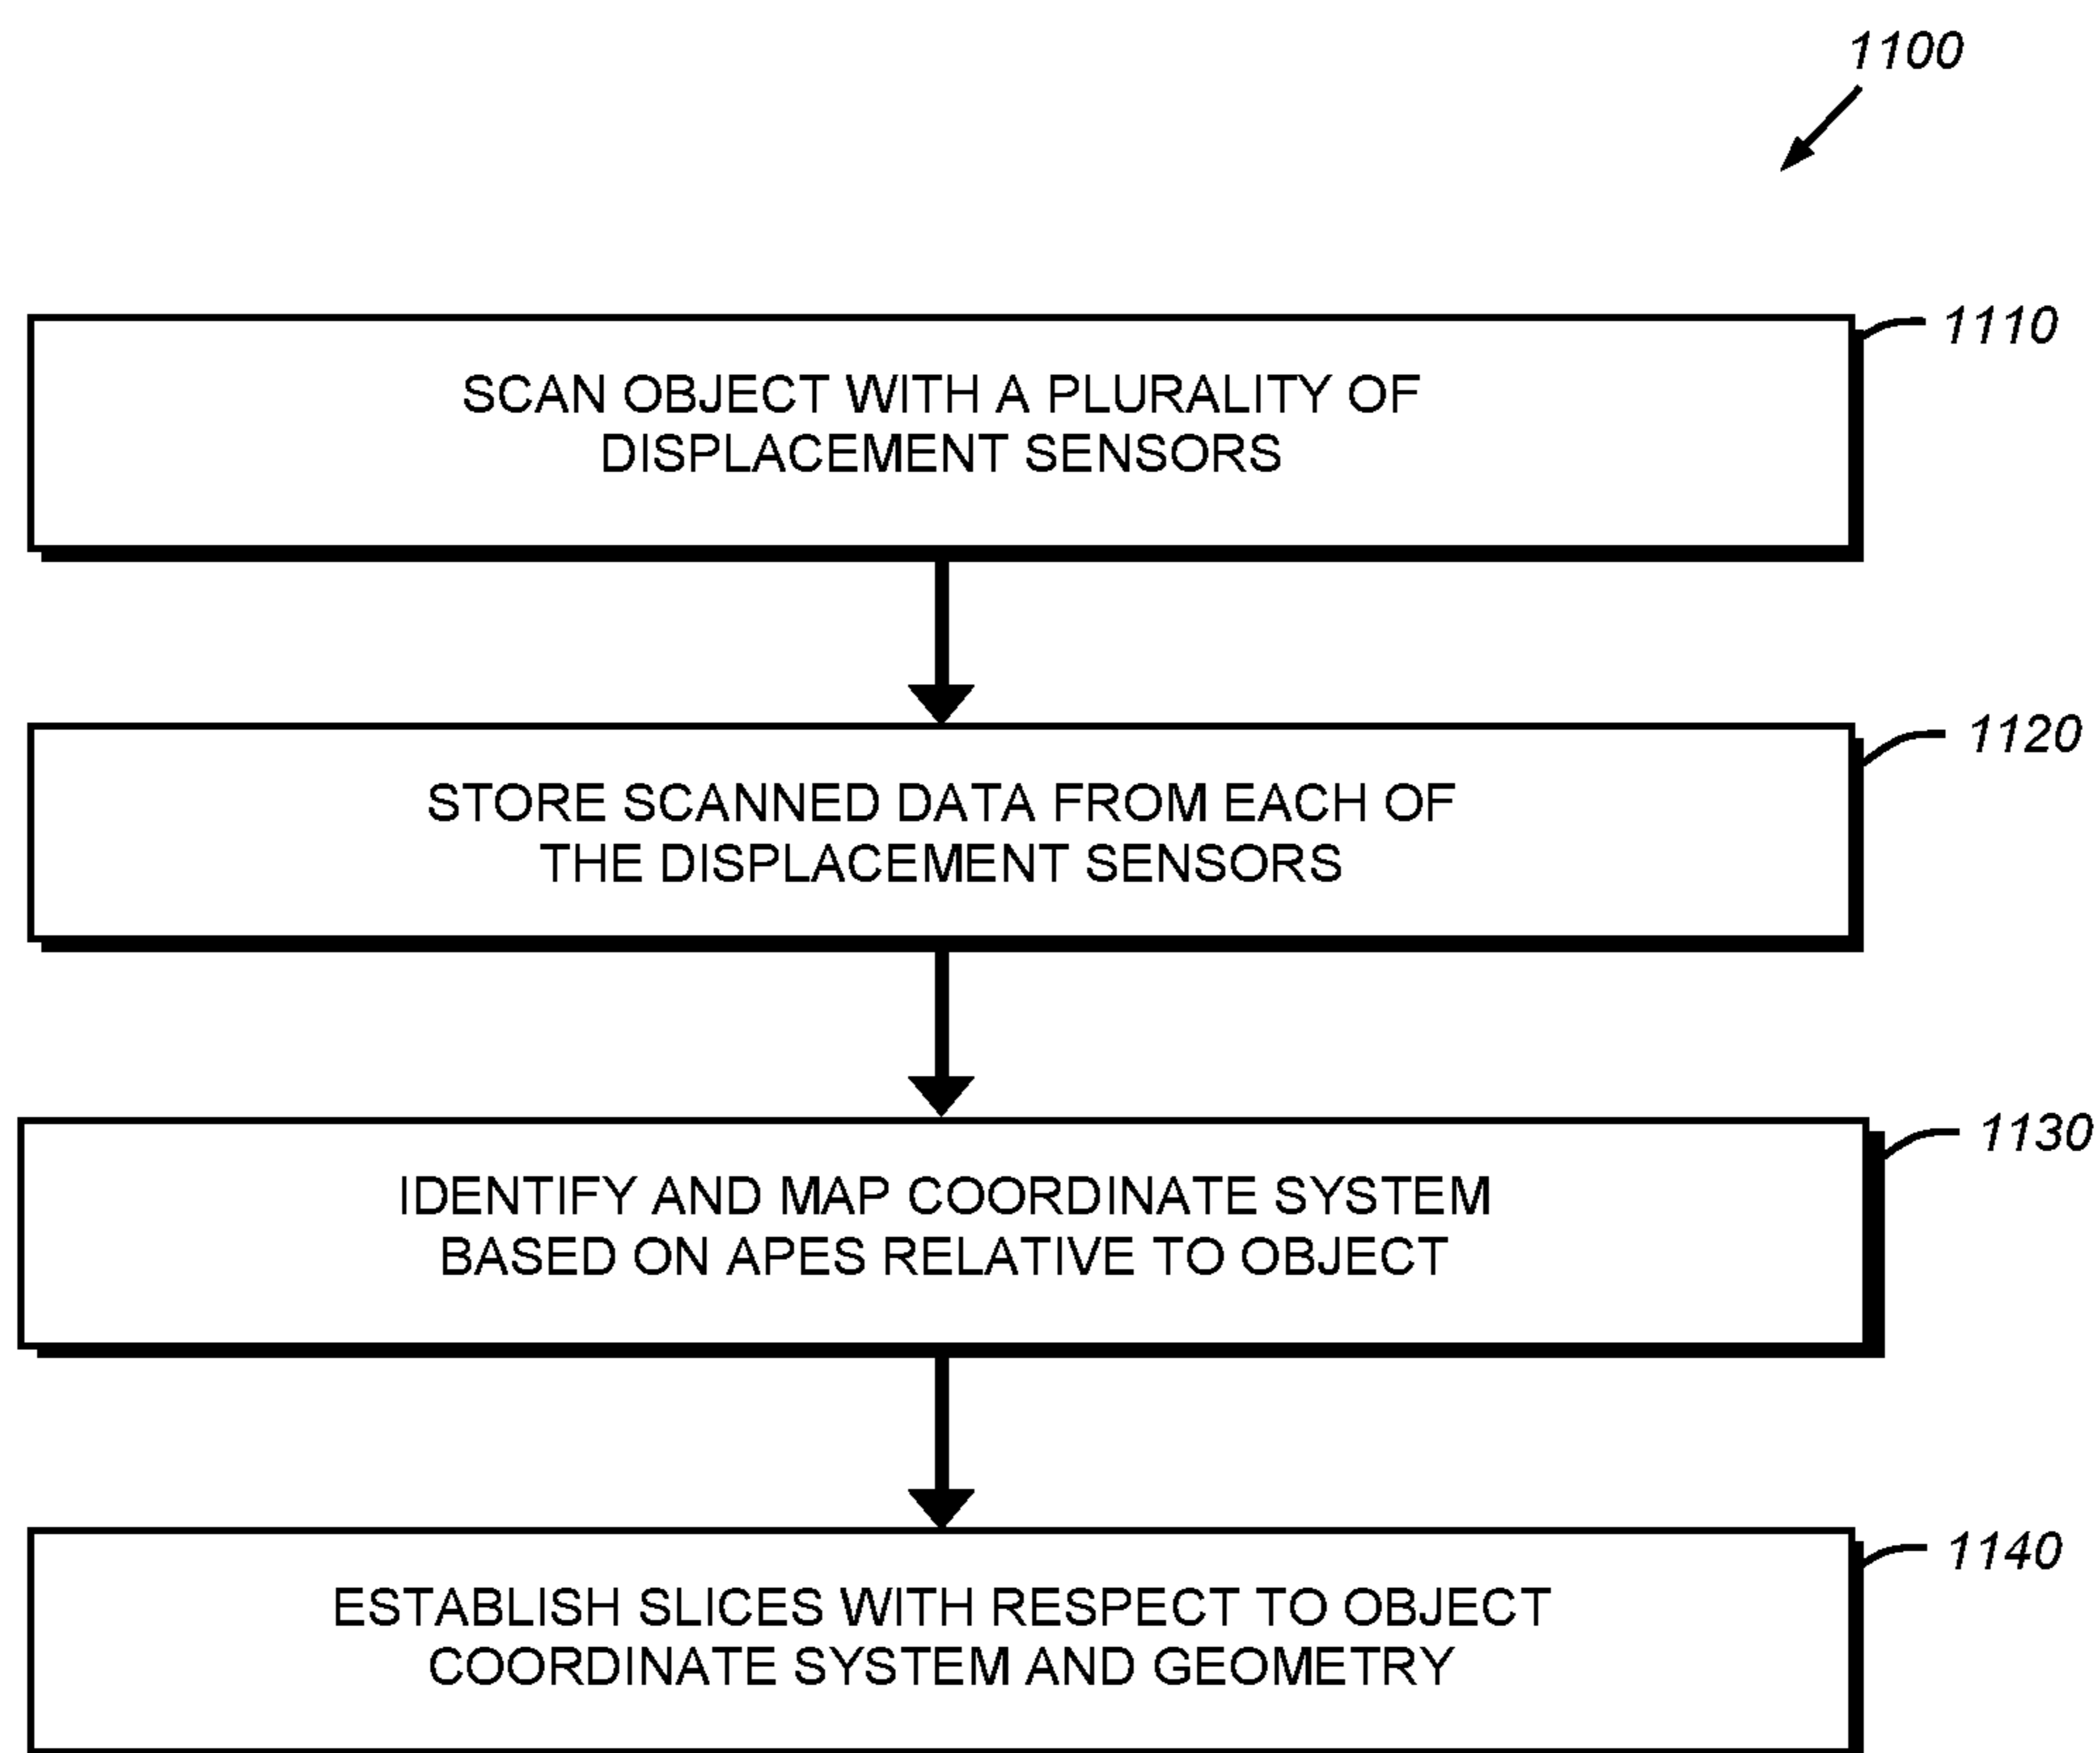 1100
1110
SCAN OBJECT WITH A PLURALITY OF
DISPLACEMENT SENSORS
1120
STORE SCANNED DATA FROM EACH OF
THE DISPLACEMENT SENSORS
1130
IDENTIFY AND MAP COORDINATE SYSTEM
BASED ON APES RELATIVE TO OBJECT
1140
ESTABLISH SLICES WITH RESPECT TO OBJECT
COORDINATE SYSTEM AND GEOMETRY